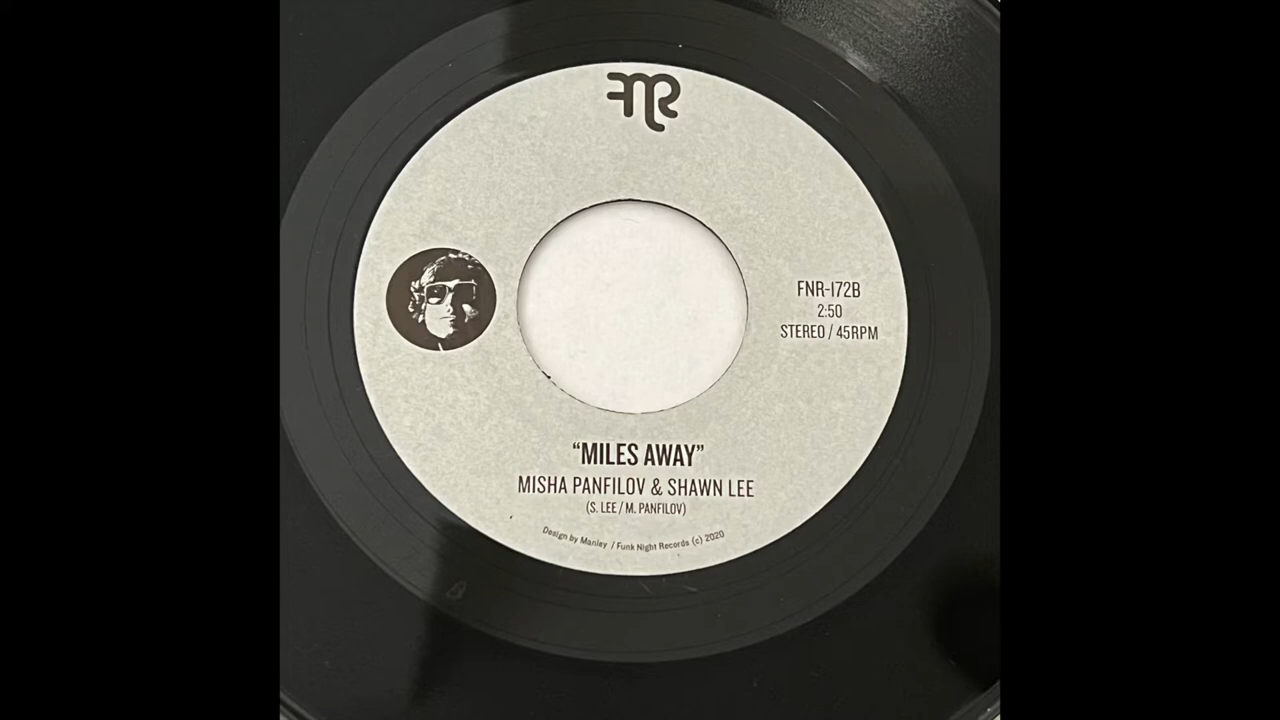 FNR
FNR-172B
2:50
STEREO / 45RPM
“MILES AWAY”
MISHA PANFILOV & SHAWN LEE
(S. LEE / M. PANFILOV)
Design by Manley / Funk Night Records (c) 2020